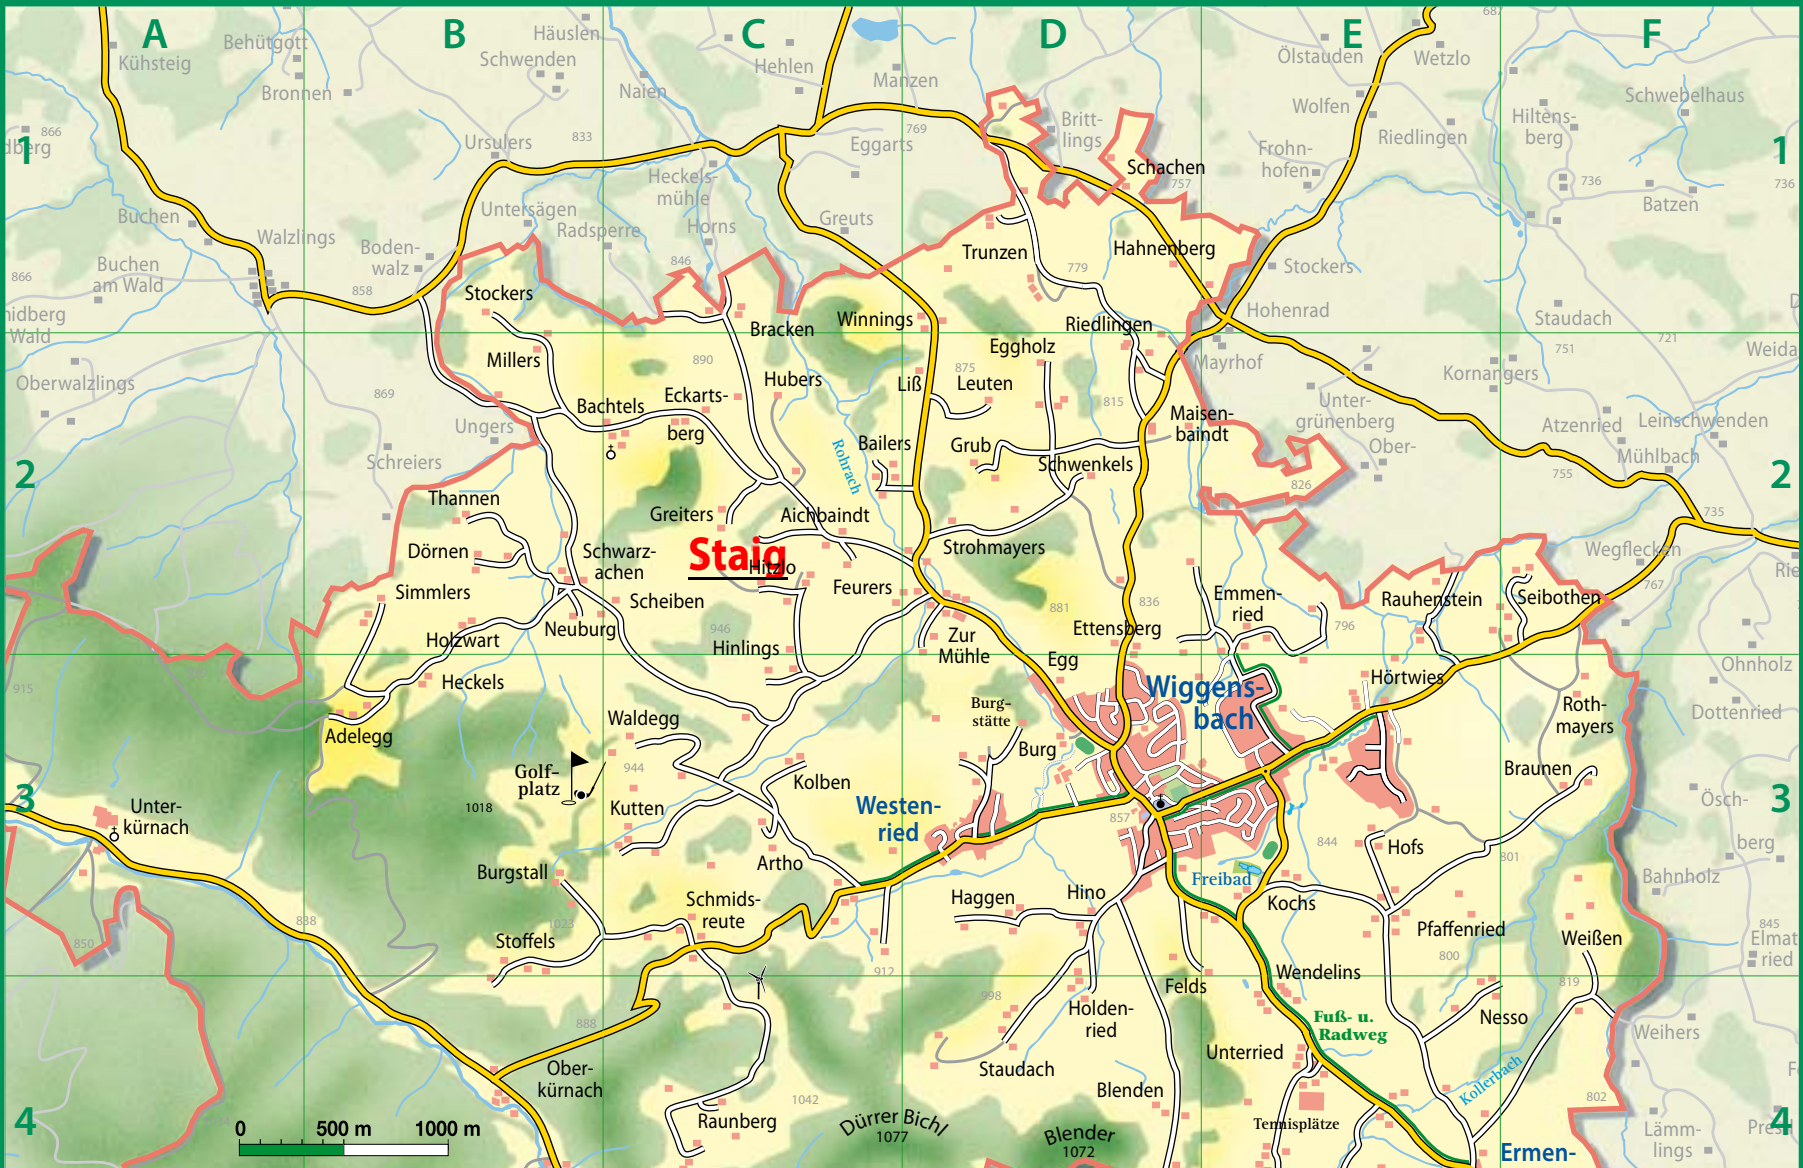 A
B
C
D
E
F
Kühsteig
Behütgott
Bronnen
Häuslen
Schwenden
Naien
Hehlen
Manzen
Ölstauden
Wetzlo
687
Schwebelhaus
Wolfen
Riedlingen
Hiltens-
berg
Britt-
lings
866
dberg
1
Ursulers
833
769
Eggarts
Schachen
757
Frohn-
hofen
736
736
1
Batzen
Heckels-
mühle
Untersägen
Radsperre
Horns
Greuts
Buchen
Walzlings
Boden-
walz
846
Trunzen
Hahnenberg
779
Stockers
Buchen
am Wald
866
858
Stockers
Hohenrad
Staudach
nidberg
Wald
Bracken
Winnings
Riedlingen
Eggholz
Mayrhof
751
721
Weida
Millers
890
Hubers
Liß
875
Leuten
Kornangers
Oberwalzlings
869
Eckarts-
berg
Bachtels
815
Maisen-
baindt
Unter-
grünenberg
Ober-
Atzenried
Leinschwenden
Ungers
Rohrach
Bailers
Grub
Schwenkels
Mühlbach
755
826
2
Schreiers
2
Thannen
Greiters
Aichbaindt
735
Dörnen
Schwarz-
achen
Staig
Hitzlo
Strohmayers
Wegflecken
Rie
767
Simmlers
Scheiben
Feurers
881
836
Emmen-
ried
796
Rauhenstein
Seibothen
Holzwart
Neuburg
946
Hinlings
Zur
Mühle
Ettensberg
Egg
Ohnholz
915
Heckels
Wiggens-
bach
Hörtwies
Roth-
mayers
Dottenried
Waldegg
Burg-
stätte
Adelegg
Burg
Golf-
platz
944
Kolben
Braunen
3
1018
Kutten
Westen-
ried
857
Ösch-
berg
3
Unter-
kürnach
844
Hofs
801
Burgstall
Artho
Freibad
Bahnholz
Schmids-
reute
Haggen
Hino
Kochs
838
850
1023
Pfaffenried
Weißen
845
Elmat
ried
Stoffels
912
800
Wendelins
819
Felds
998
888
Holden-
ried
Fuß- u.
Radweg
Nesso
Weihers
Unterried
Ober-
kürnach
Staudach
Blenden
Kollerbach
802
1042
4
0
500 m
1000 m
Raunberg
Dürrer Bichl
1077
Blender
1072
Tennisplätze
Lämm-
lings
4
Ermen-